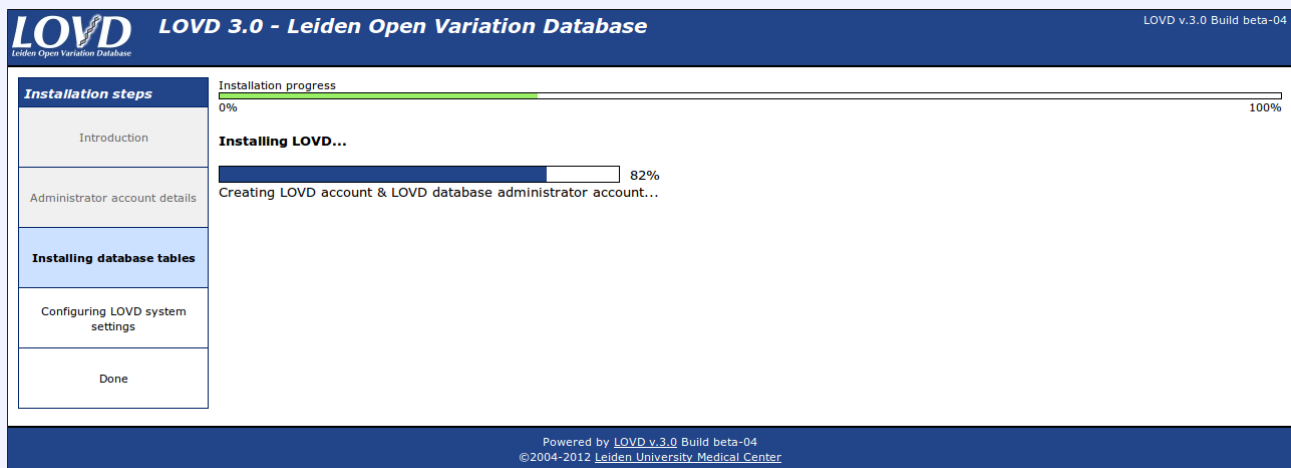 LOVD
Leiden Open Variation Database
LOVD 3.0 - Leiden Open Variation Database
LOVD v.3.0 Build beta-04
Installation steps
Introduction
Administrator account details
Installing database tables
Configuring LOVD system
settings
Done
Installation progress
0%
100%
Installing LOVD...
82%
Creating LOVD account & LOVD database administrator account...
Powered by LOVD v.3.0 Build beta-04
©2004-2012 Leiden University Medical Center